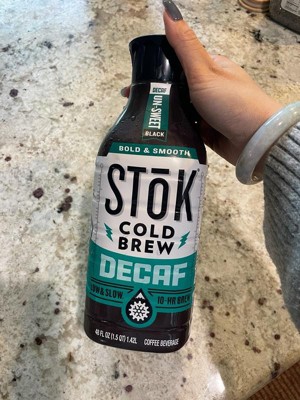 DECAF
UN-SWEET
BLACK
BOLD & SMOOTH
STōK
COLD
BREW
DECAF
LOW & SLOW 10-HR BREW
48 FL OZ (1.5 QT) 1.42L COFFEE BEVERAGE